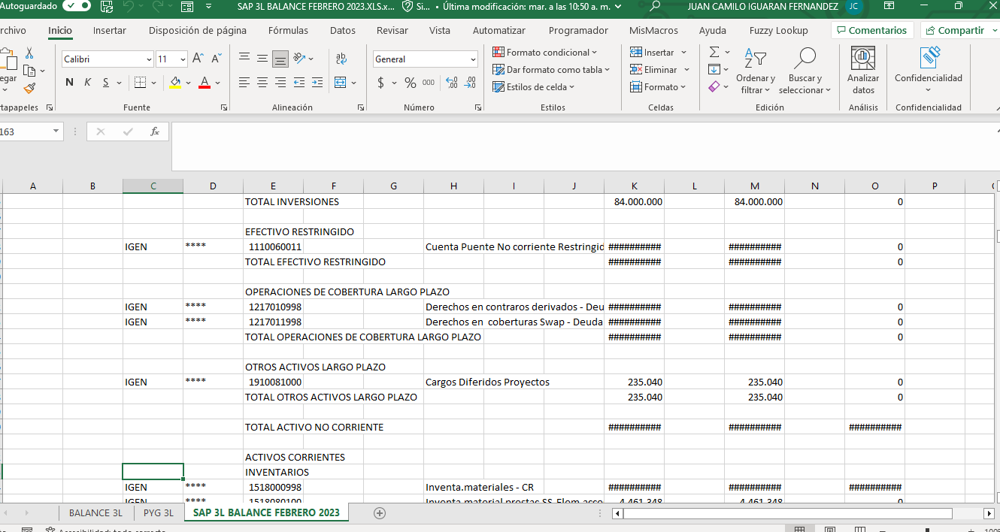 Autoguardado SAP 3L BALANCE FEBRERO 2023.XLS.x... Si... • Última modificación: mar. a las 10:50 a. m. JUAN CAMILO IGUARAN FERNANDEZ JC
rchivo Inicio Insertar Disposición de página Fórmulas Datos Revisar Vista Automatizar Programador MisMacros Ayuda Fuzzy Lookup Comentarios Compartir
egar Calibri 11 A A ab General Formato condicional Insertar Ordenar y filtrar Buscar y seleccionar Analizar datos Confidencialidad
N K S A $ % 000 Dar formato como tabla Eliminar
Estilos de celda Formato
rtapapeles Fuente Alineación Número Estilos Celdas Edición Análisis Confidencialidad
163 fx
A B C D E F G H I J K L M N O P
TOTAL INVERSIONES 84.000.000 84.000.000 0
EFECTIVO RESTRINGIDO
IGEN **** 1110060011 Cuenta Puente No corriente Restringid ########## ########## 0
TOTAL EFECTIVO RESTRINGIDO ########## ########## 0
OPERACIONES DE COBERTURA LARGO PLAZO
IGEN **** 1217010998 Derechos en contraros derivados - Deu ########## ########## 0
IGEN **** 1217011998 Derechos en coberturas Swap - Deuda ########## ########## 0
TOTAL OPERACIONES DE COBERTURA LARGO PLAZO ########## ########## 0
OTROS ACTIVOS LARGO PLAZO
IGEN **** 1910081000 Cargos Diferidos Proyectos 235.040 235.040 0
TOTAL OTROS ACTIVOS LARGO PLAZO 235.040 235.040 0
TOTAL ACTIVO NO CORRIENTE ########## ########## ##########
ACTIVOS CORRIENTES
INVENTARIOS
IGEN **** 1518000998 Inventa.materiales - CR ########## ########## ##########
IGEN **** 1518080100 Inventa.material prestac SS-Elem.acce 4.461.348 4.461.348 0
BALANCE 3L PYG 3L SAP 3L BALANCE FEBRERO 2023
Accesibilidad: todo correcto 100%